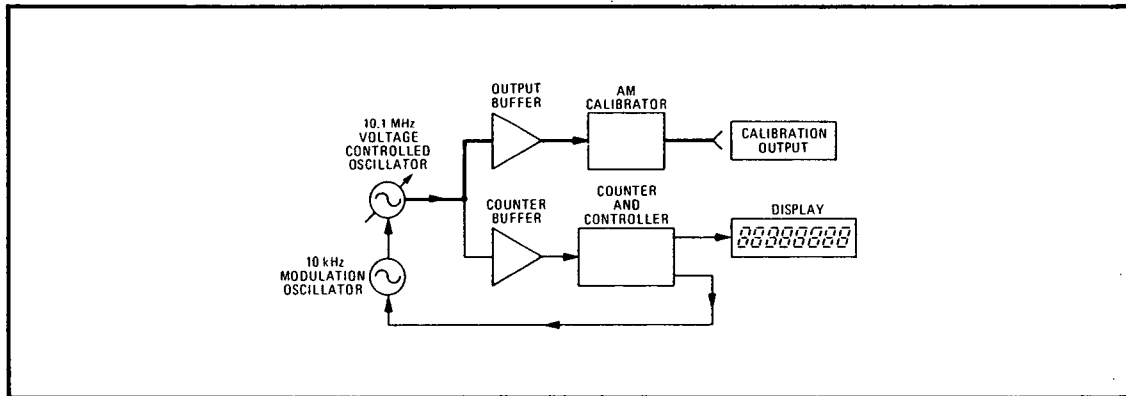 OUTPUT
BUFFER
AM
CALIBRATOR
10.1 MHz
VOLTAGE
CONTROLLED
OSCILLATOR
CALIBRATION
OUTPUT
COUNTER
BUFFER
COUNTER
AND
CONTROLLER
DISPLAY
00000000
10 kHz
MODULATION
OSCILLATOR